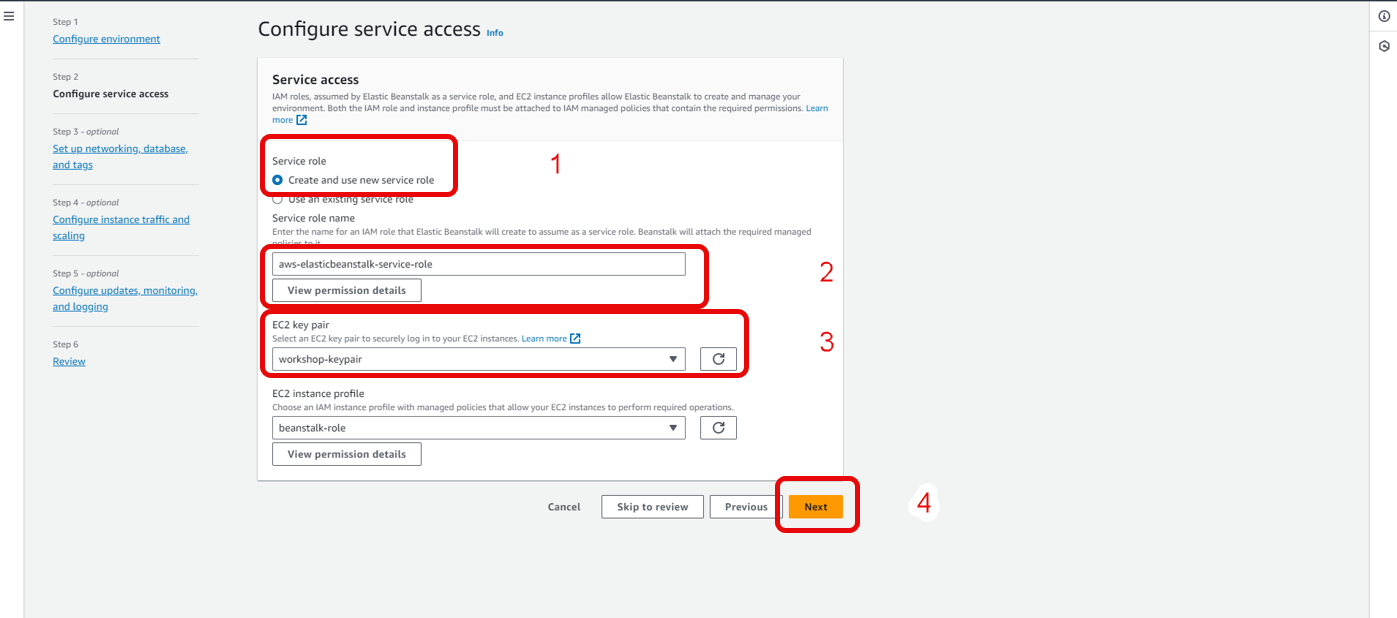 Step 1
Configure environment
Step 2
Configure service access
Step 3 - optional
Set up networking, database,
and tags
Step 4 - optional
Configure instance traffic and
scaling
Step 5 - optional
Configure updates, monitoring,
and logging
Step 6
Review
Configure service access Info
Service access
IAM roles, assumed by Elastic Beanstalk as a service role, and EC2 instance profiles allow Elastic Beanstalk to create and manage your
environment. Both the IAM role and instance profile must be attached to IAM managed policies that contain the required permissions. Learn
more
Service role
1
Create and use new service role
Use an existing service role
Service role name
Enter the name for an IAM role that Elastic Beanstalk will create to assume as a service role. Beanstalk will attach the required managed
policies to it.
aws-elasticbeanstalk-service-role
2
View permission details
EC2 key pair
Select an EC2 key pair to securely log in to your EC2 instances. Learn more
3
workshop-keypair
EC2 instance profile
Choose an IAM instance profile with managed policies that allow your EC2 instances to perform required operations.
beanstalk-role
View permission details
Cancel Skip to review Previous Next
4